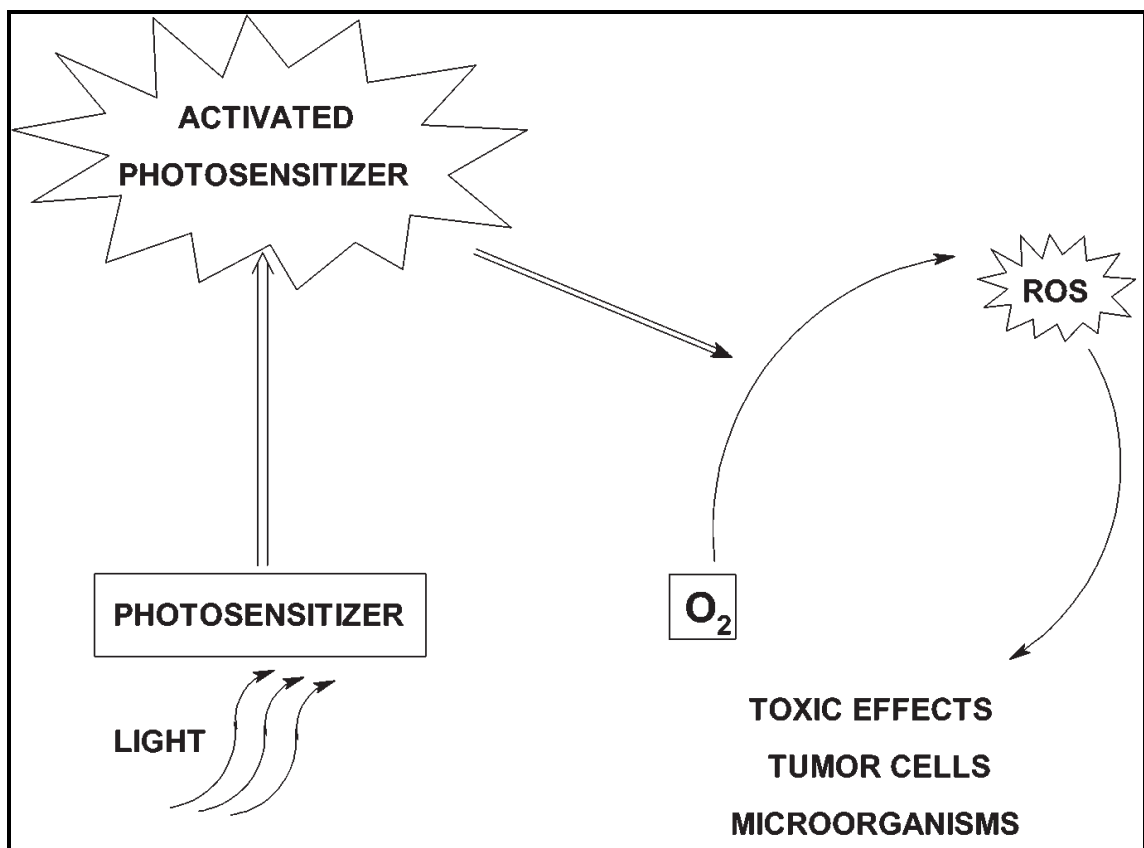 ACTIVATED
PHOTOSENSITIZER
ROS
PHOTOSENSITIZER
O₂
LIGHT
TOXIC EFFECTS
TUMOR CELLS
MICROORGANISMS